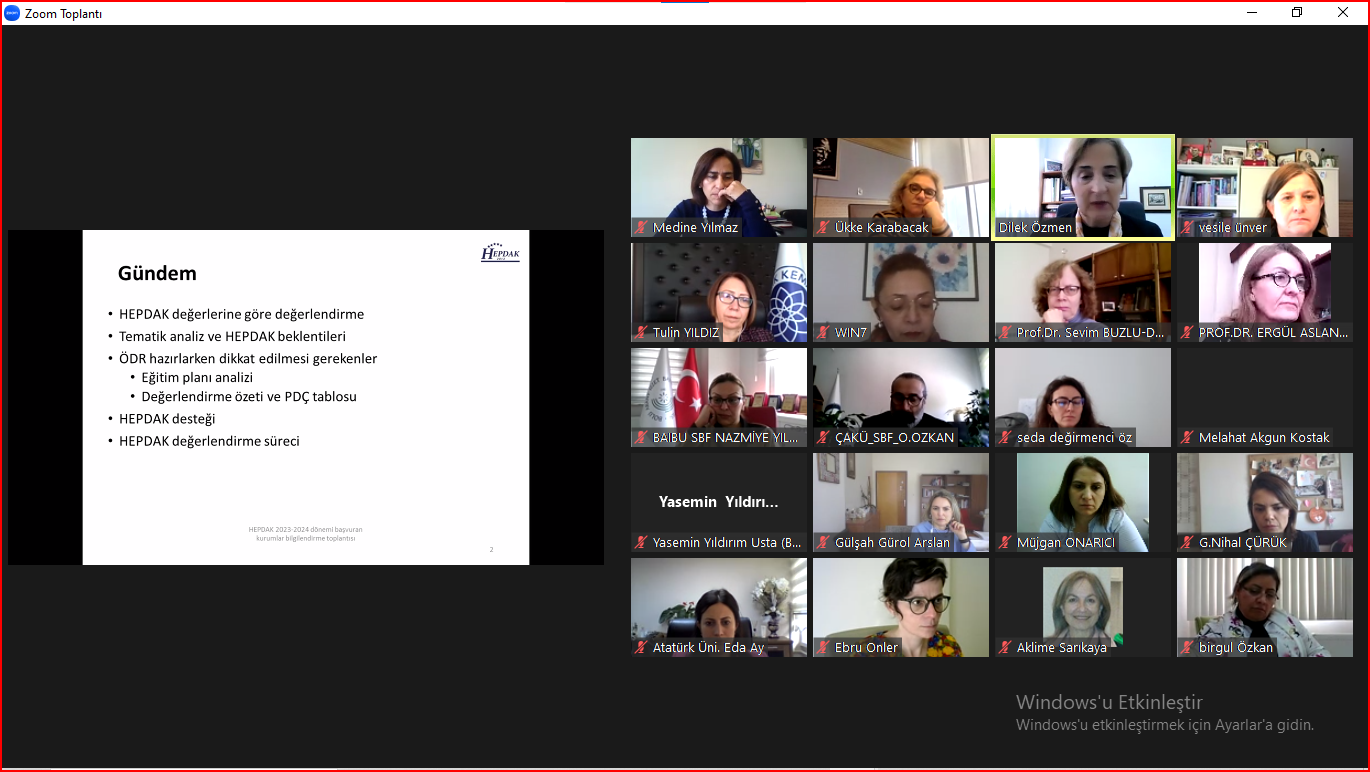 Zoom Toplantı
HEPDAK
Gündem
• HEPDAK değerlerine göre değerlendirme
• Tematik analiz ve HEPDAK beklentileri
• ÖDR hazırlarken dikkat edilmesi gerekenler
• Eğitim planı analizi
• Değerlendirme özeti ve PDÇ tablosu
• HEPDAK desteği
• HEPDAK değerlendirme süreci
HEPDAK 2023-2024 dönemi başvuran
kurumlar bilgilendirme toplantısı
2
Medine Yılmaz
Ükke Karabacak
Dilek Özmen
vesile ünver
Tulin YILDIZ
WIN7
Prof.Dr. Sevim BUZLU-D...
PROF.DR. ERGÜL ASLAN...
BAIBU SBF NAZMİYE YIL...
ÇAKÜ_SBF_O.OZKAN
seda değirmenci öz
Melahat Akgun Kostak
Yasemin Yıldırı...
Yasemin Yıldırım Usta (B...
Gülşah Gürol Arslan
Müjgan ONARICI
G.Nihal ÇÜRÜK
Atatürk Üni. Eda Ay
Ebru Onler
Aklime Sarıkaya
birgul Özkan
Windows'u Etkinleştir
Windows'u etkinleştirmek için Ayarlar'a gidin.